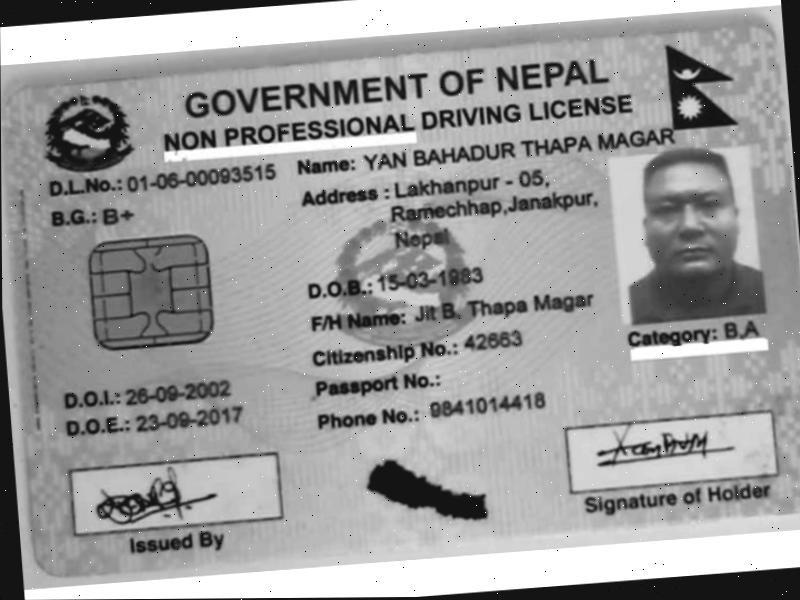 GOVERNMENT OF NEPAL
NON PROFESSIONAL DRIVING LICENSE
D.L.No.: 01-06-00093515
B.G.: B+
Name: YAN BAHADUR THAPA MAGAR
Address : Lakhanpur - 05,
Ramechhap,Janakpur,
Nepal
D.O.B.: 15-03-1983
F/H Name: Jit B. Thapa Magar
Citizenship No.: 42663
Passport No.:
Phone No.: 9841014418
Category: B,A
D.O.I.: 26-09-2002
D.O.E.: 23-09-2017
Issued By
Signature of Holder